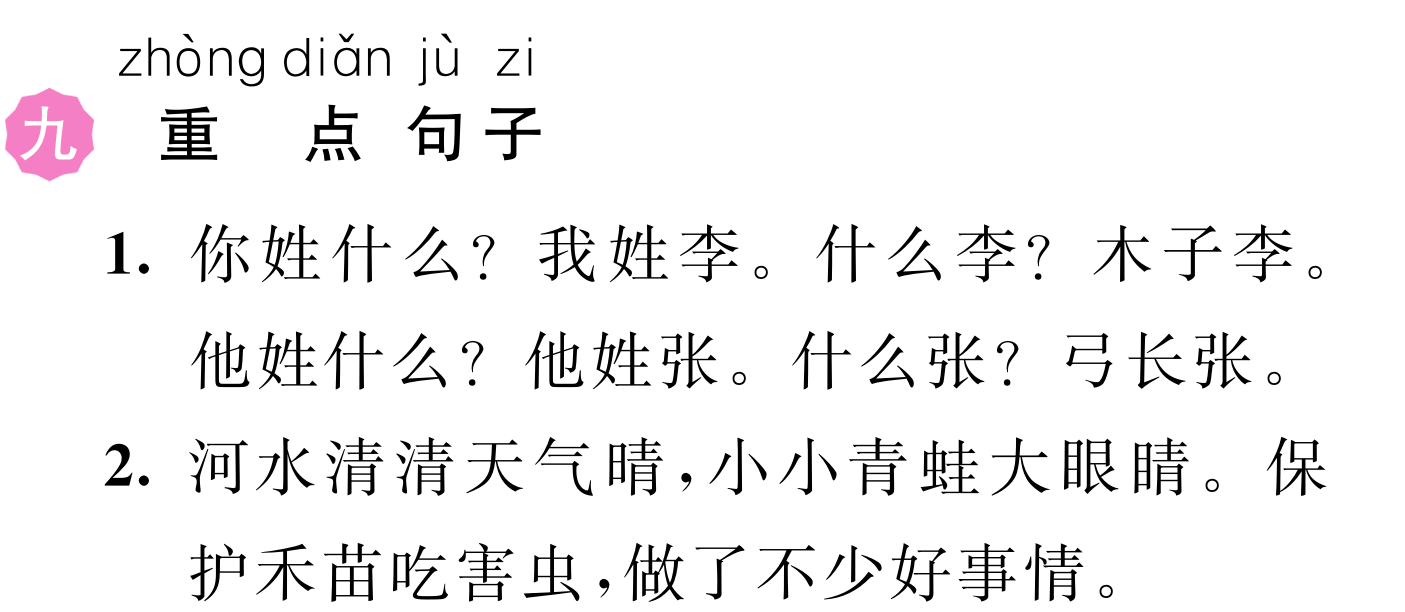 zhòng diǎn jù zi
九 重点句子
1. 你姓什么？我姓李。什么李？木子李。
他姓什么？他姓张。什么张？弓长张。
2. 河水清清天气晴,小小青蛙大眼睛。保
护禾苗吃害虫,做了不少好事情。